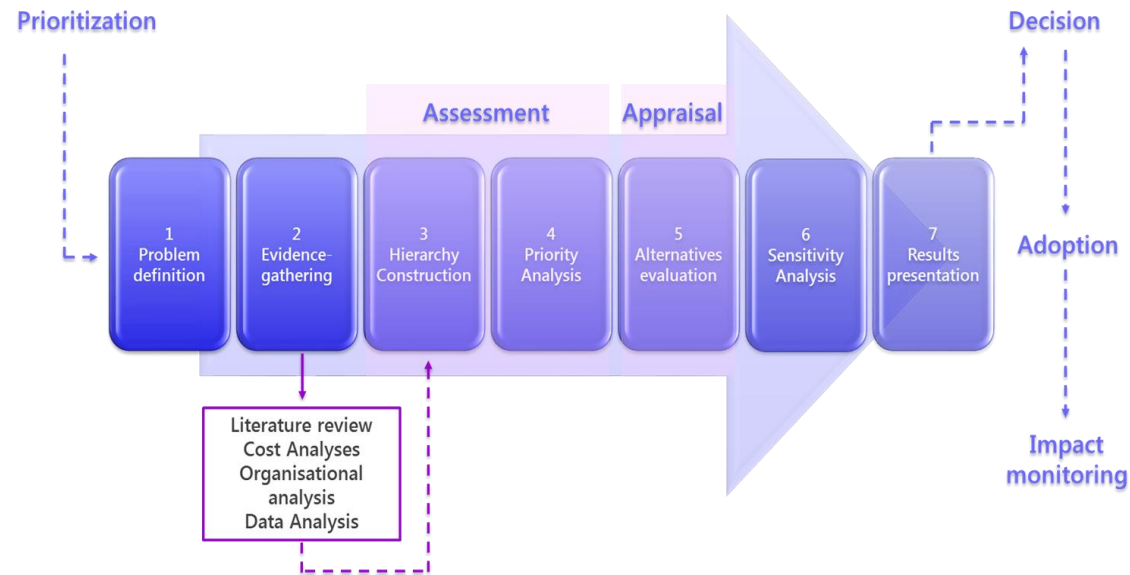 Prioritization
Decision
Assessment
Appraisal
1
Problem
definition
2
Evidence-
gathering
3
Hierarchy
Construction
4
Priority
Analysis
5
Alternatives
evaluation
6
Sensitivity
Analysis
7
Results
presentation
Adoption
Literature review
Cost Analyses
Organisational
analysis
Data Analysis
Impact
monitoring